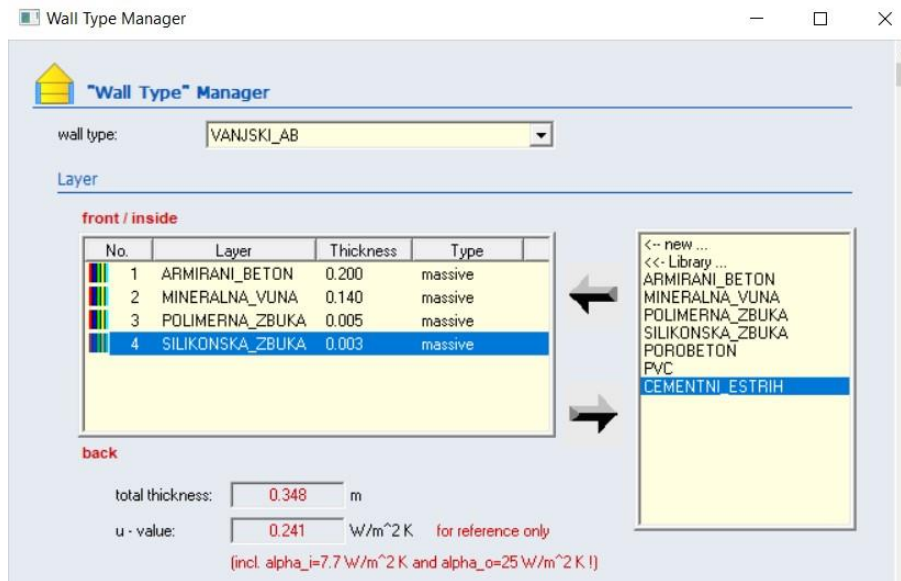 Wall Type Manager
"Wall Type" Manager
wall type: VANJSKI_AB
Layer
front / inside
No. Layer Thickness Type
1 ARMIRANI_BETON 0.200 massive
2 MINERALNA_VUNA 0.140 massive
3 POLIMERNA_ZBUKA 0.005 massive
4 SILIKONSKA_ZBUKA 0.003 massive
<-- new ...
<<- Library ...
ARMIRANI_BETON
MINERALNA_VUNA
POLIMERNA_ZBUKA
SILIKONSKA_ZBUKA
POROBETON
PVC
CEMENTNI_ESTRIH
back
total thickness: 0.348 m
u - value: 0.241 W/m^2 K for reference only
(incl. alpha_i=7.7 W/m^2 K and alpha_o=25 W/m^2 K !)